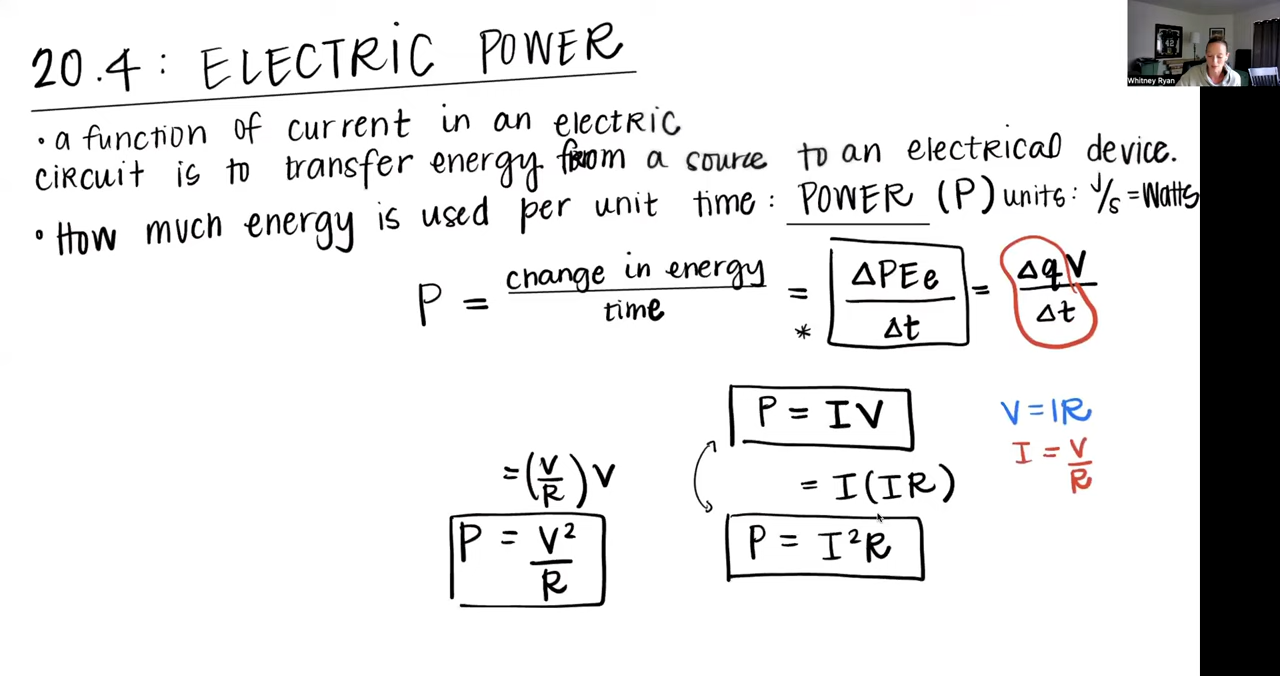 20.4: ELECTRIC POWER
Whitney Ryan
• a function of current in an electric
circuit is to transfer energy from a source to an electrical device.
• How much energy is used per unit time: POWER (P) units: J/s = Watts
P = change in energy / time = ΔPEe / Δt = ΔqV / Δt
*
P = IV
V = IR
I = V/R
= (V/R) V
= I(IR)
P = V²/R
P = I²R